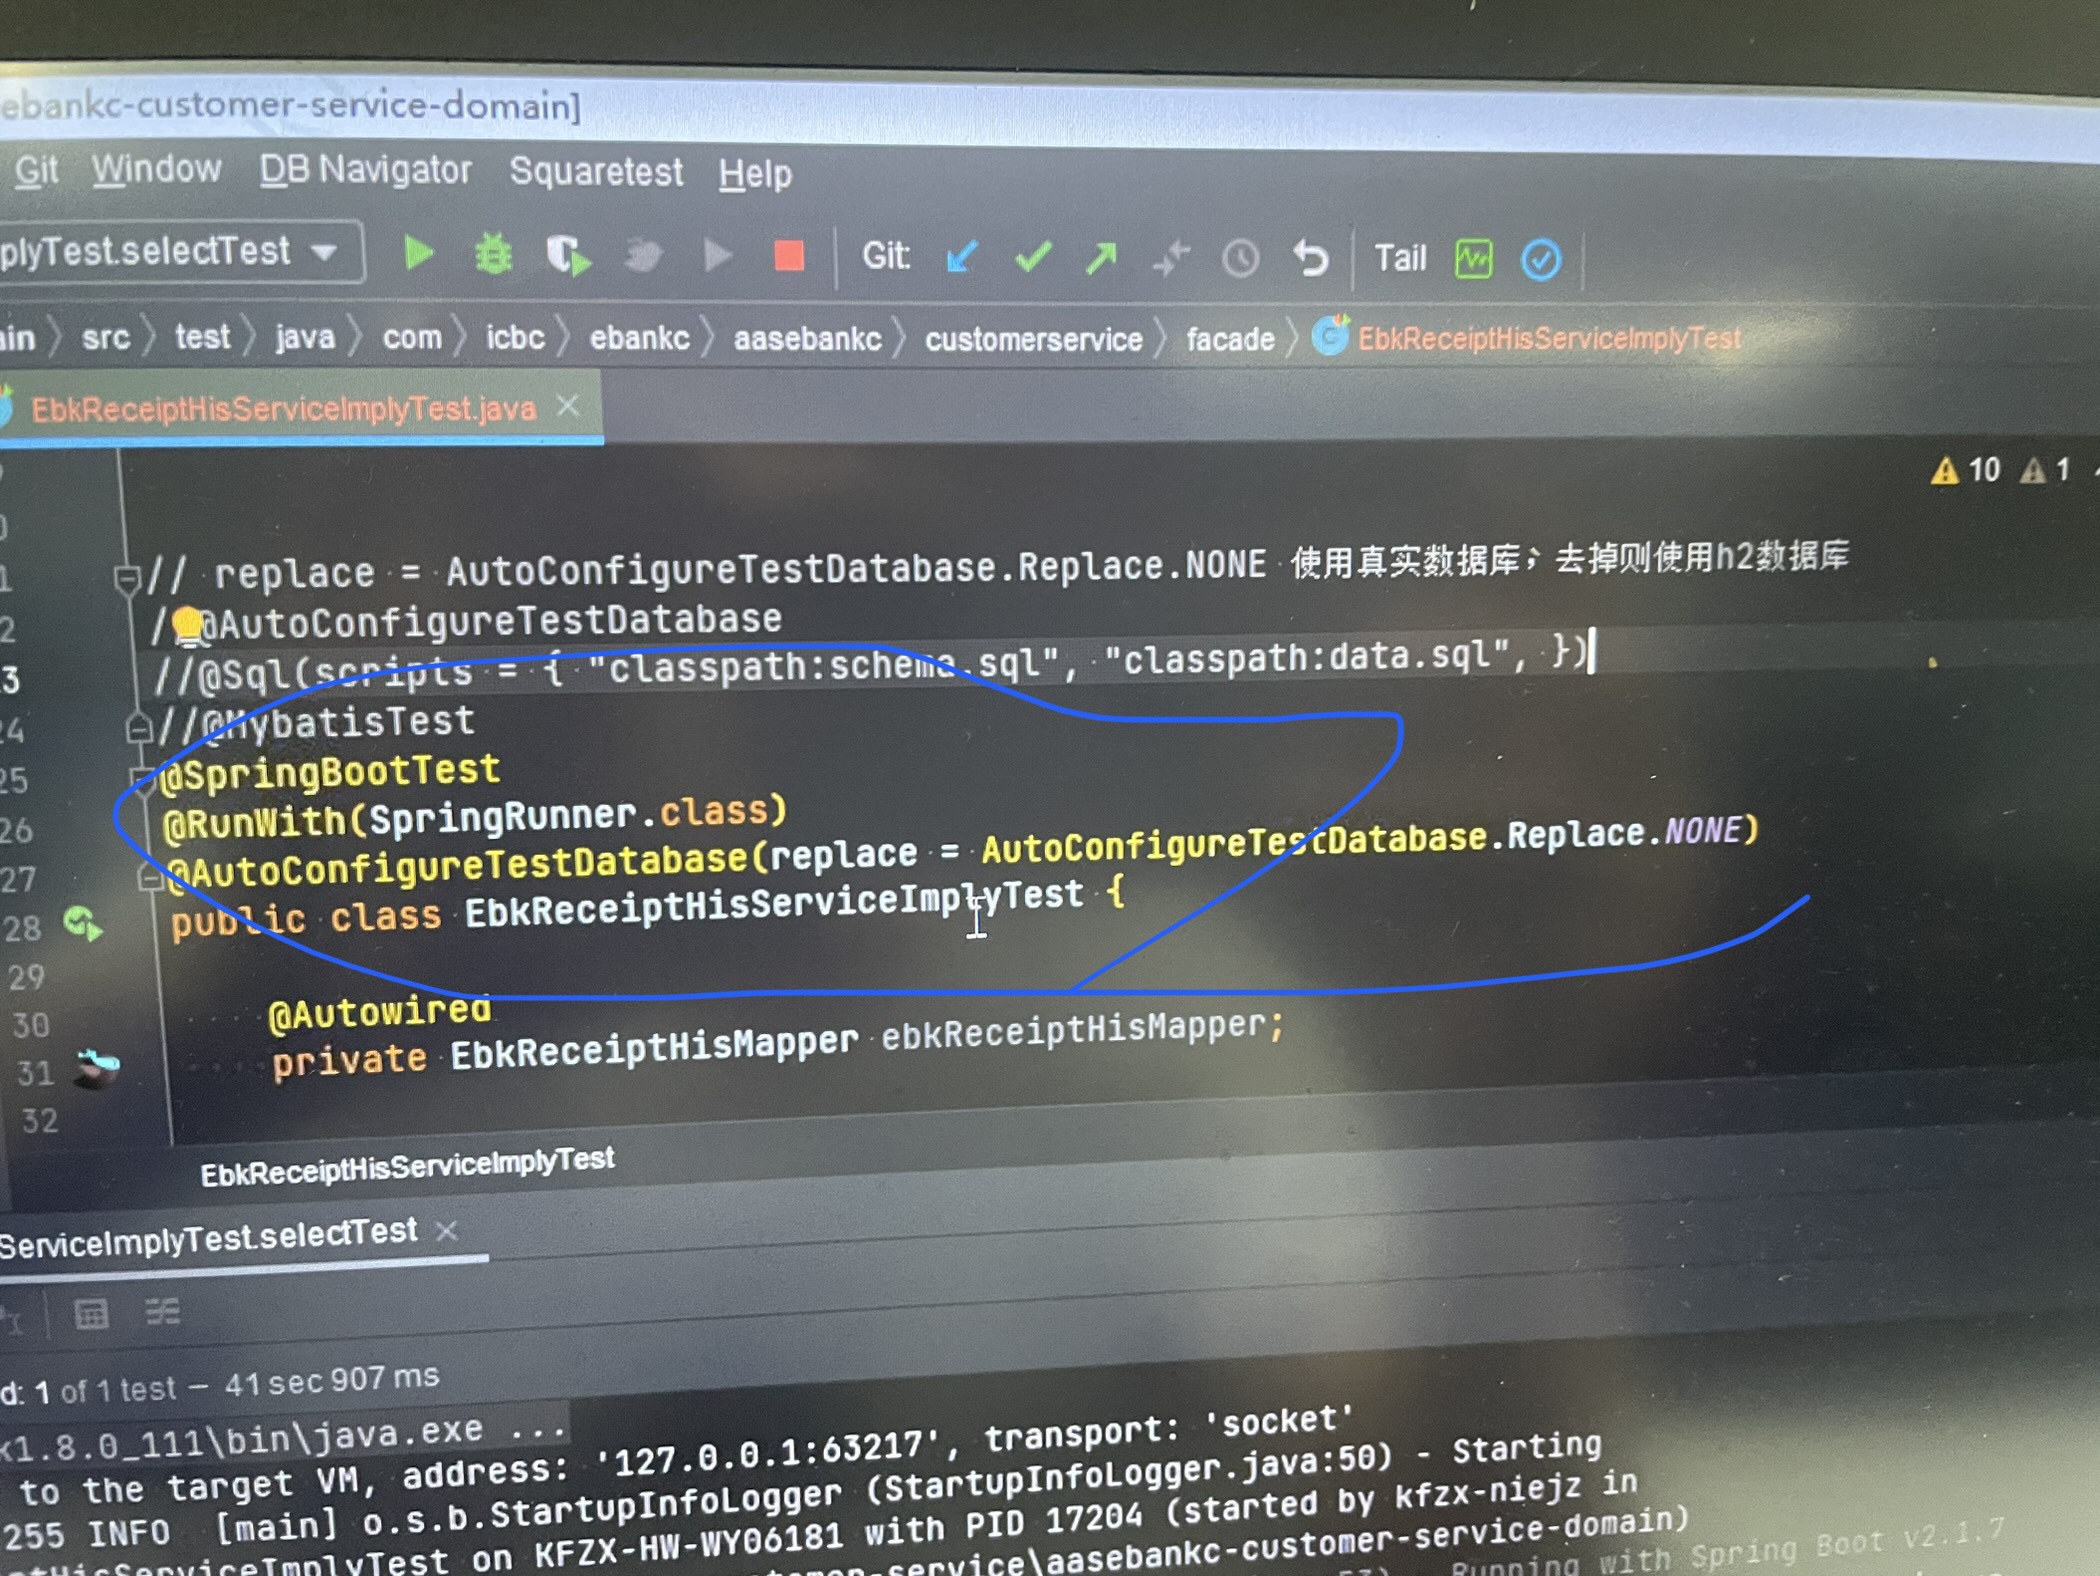 ebankc-customer-service-domain]
Git Window DB Navigator Squaretest Help
plyTest.selectTest Git: Tail
ain src test java com icbc ebankc aasebankc customerservice facade EbkReceiptHisServiceImplyTest
EbkReceiptHisServiceImplyTest.java
10 1
// replace = AutoConfigureTestDatabase.Replace.NONE 使用真实数据库；去掉则使用h2数据库
/@AutoConfigureTestDatabase
//@Sql(scripts = { "classpath:schema.sql", "classpath:data.sql", })
24 //@MybatisTest
25 @SpringBootTest
26 @RunWith(SpringRunner.class)
27 @AutoConfigureTestDatabase(replace = AutoConfigureTestDatabase.Replace.NONE)
28 public class EbkReceiptHisServiceImplyTest {
29
30 @Autowired
31 private EbkReceiptHisMapper ebkReceiptHisMapper;
32
EbkReceiptHisServiceImplyTest
ServiceImplyTest.selectTest
d: 1 of 1 test – 41 sec 907 ms
k1.8.0_111\bin\java.exe ...
to the target VM, address: '127.0.0.1:63217', transport: 'socket'
255 INFO [main] o.s.b.StartupInfoLogger (StartupInfoLogger.java:50) - Starting
tHisServiceImplyTest on KFZX-HW-WY06181 with PID 17204 (started by kfzx-niejz in
tomer-service\aasebankc-customer-service-domain)
Running with Spring Boot v2.1.7